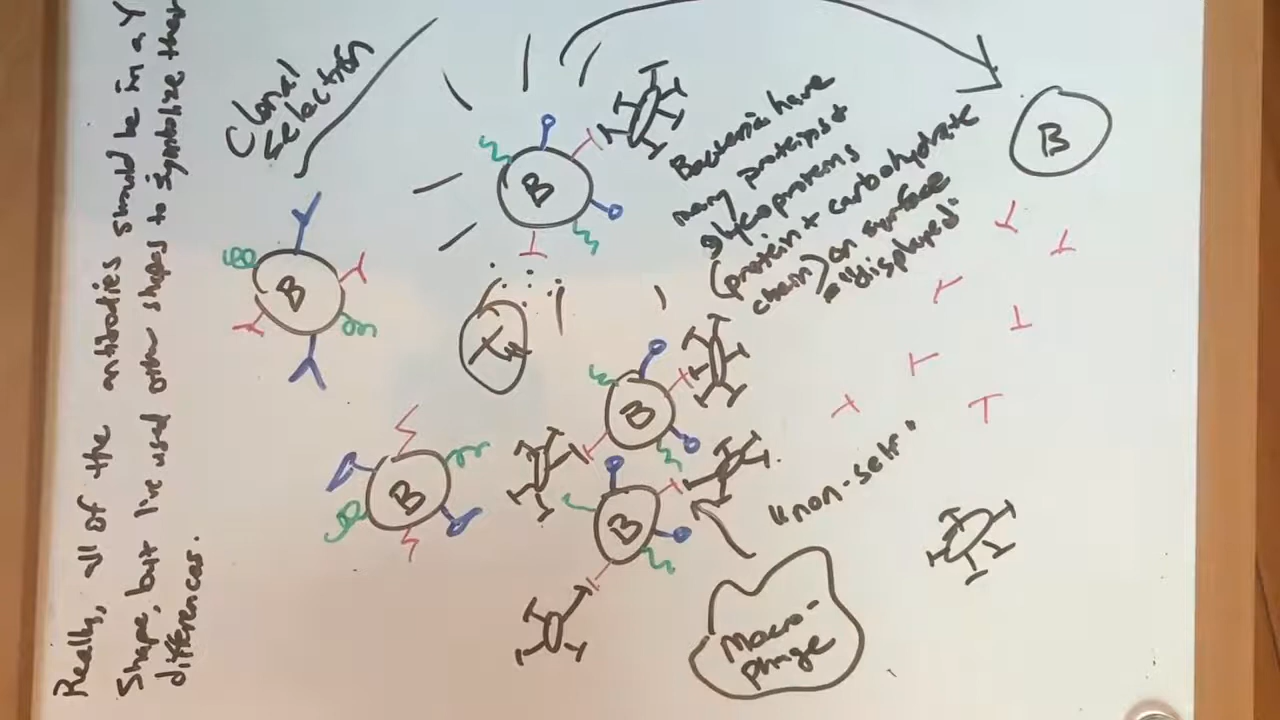 Really, all of the antibodies should be in a Y
shape, but I've used other shapes to symbolize their
differences.
Clonal
Selection
B
B
Bacteria have
many proteins +
glycoproteins
(protein + carbohydrate
chain) on surface
"displayed"
B
B
B
B
"non-self"
Macro-
phage